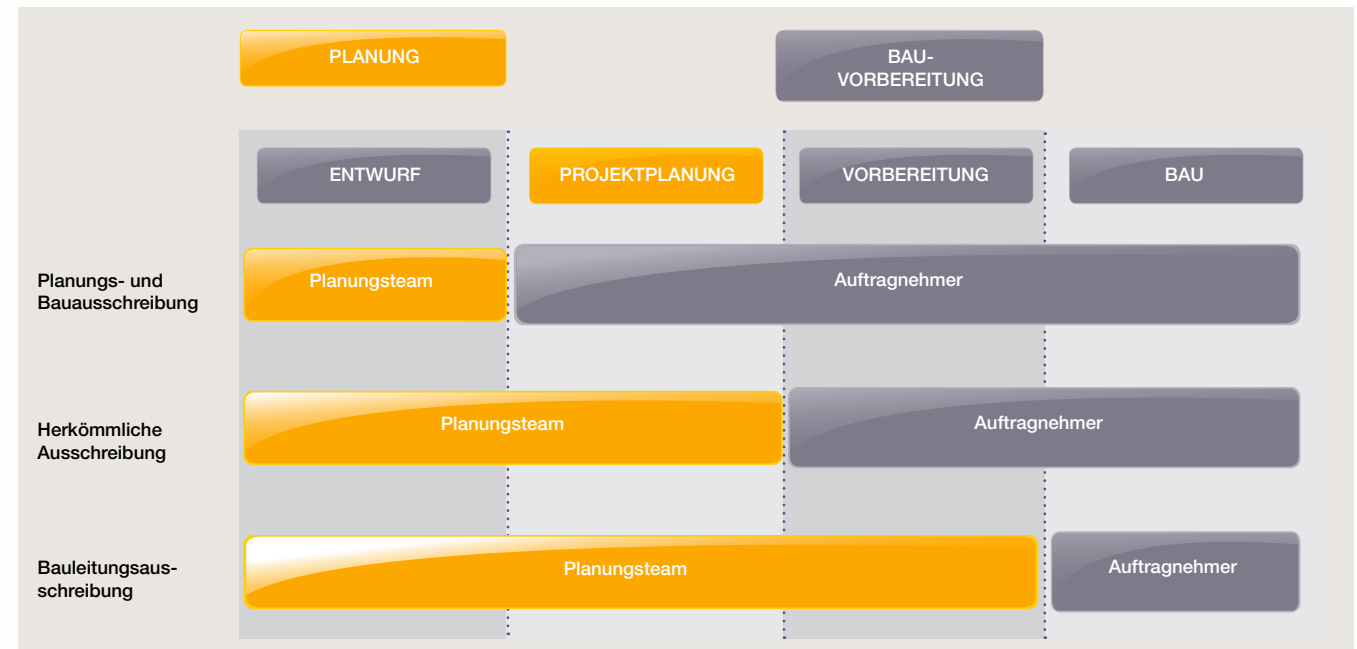 PLANUNG
BAU-
VORBEREITUNG
ENTWURF
PROJEKTPLANUNG
VORBEREITUNG
BAU
Planungs- und
Bauausschreibung
Planungsteam
Auftragnehmer
Herkömmliche
Ausschreibung
Planungsteam
Auftragnehmer
Bauleitungsaus-
schreibung
Planungsteam
Auftragnehmer